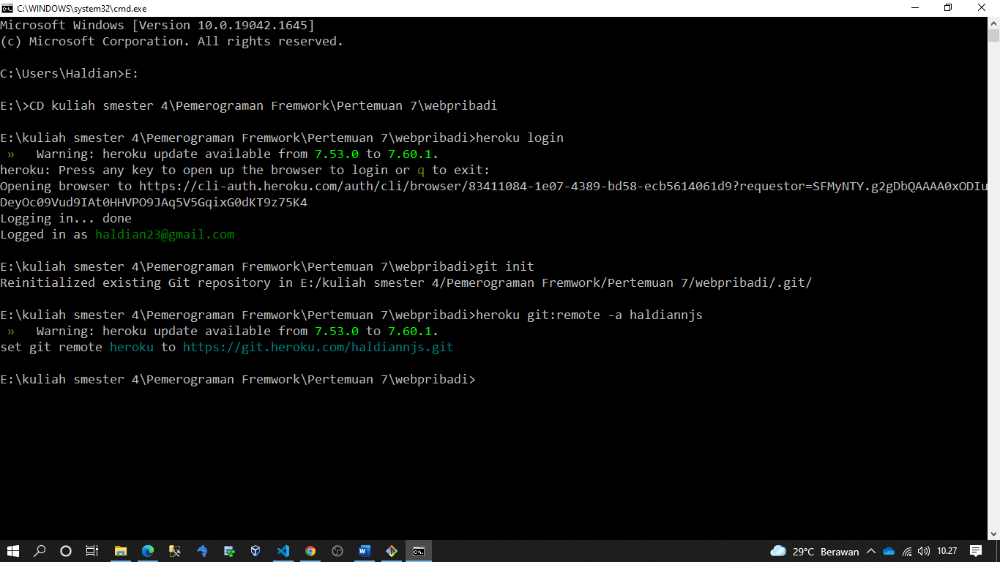 C:\WINDOWS\system32\cmd.exe
Microsoft Windows [Version 10.0.19042.1645]
(c) Microsoft Corporation. All rights reserved.
C:\Users\Haldian>E:
E:\>CD kuliah smester 4\Pemerograman Fremwork\Pertemuan 7\webpribadi
E:\kuliah smester 4\Pemerograman Fremwork\Pertemuan 7\webpribadi>heroku login
»   Warning: heroku update available from 7.53.0 to 7.60.1.
heroku: Press any key to open up the browser to login or q to exit:
Opening browser to https://cli-auth.heroku.com/auth/cli/browser/83411084-1e07-4389-bd58-ecb5614061d9?requestor=SFMyNTY.g2gDbQAAAA0xODIu
DeyOc09Vud9IAt0HHVPO9JAq5V5GqixG0dKT9z75K4
Logging in... done
Logged in as haldian23@gmail.com
E:\kuliah smester 4\Pemerograman Fremwork\Pertemuan 7\webpribadi>git init
Reinitialized existing Git repository in E:/kuliah smester 4/Pemerograman Fremwork/Pertemuan 7/webpribadi/.git/
E:\kuliah smester 4\Pemerograman Fremwork\Pertemuan 7\webpribadi>heroku git:remote -a haldiannjs
»   Warning: heroku update available from 7.53.0 to 7.60.1.
set git remote heroku to https://git.heroku.com/haldiannjs.git
E:\kuliah smester 4\Pemerograman Fremwork\Pertemuan 7\webpribadi>
29°C Berawan 10.27